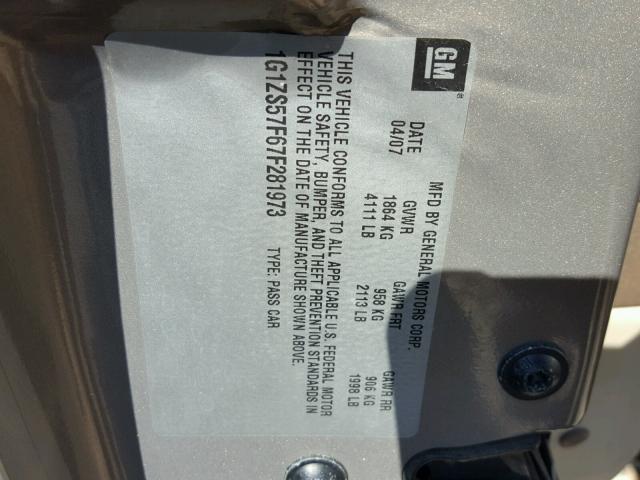 GM
MFD BY GENERAL MOTORS CORP.
DATE GVWR GAWR FRT GAWR RR
04/07 1864 KG 958 KG 906 KG
4111 LB 2113 LB 1998 LB
THIS VEHICLE CONFORMS TO ALL APPLICABLE U.S. FEDERAL MOTOR
VEHICLE SAFETY, BUMPER, AND THEFT PREVENTION STANDARDS IN
EFFECT ON THE DATE OF MANUFACTURE SHOWN ABOVE.
1G1ZS57F67F281973 TYPE: PASS CAR